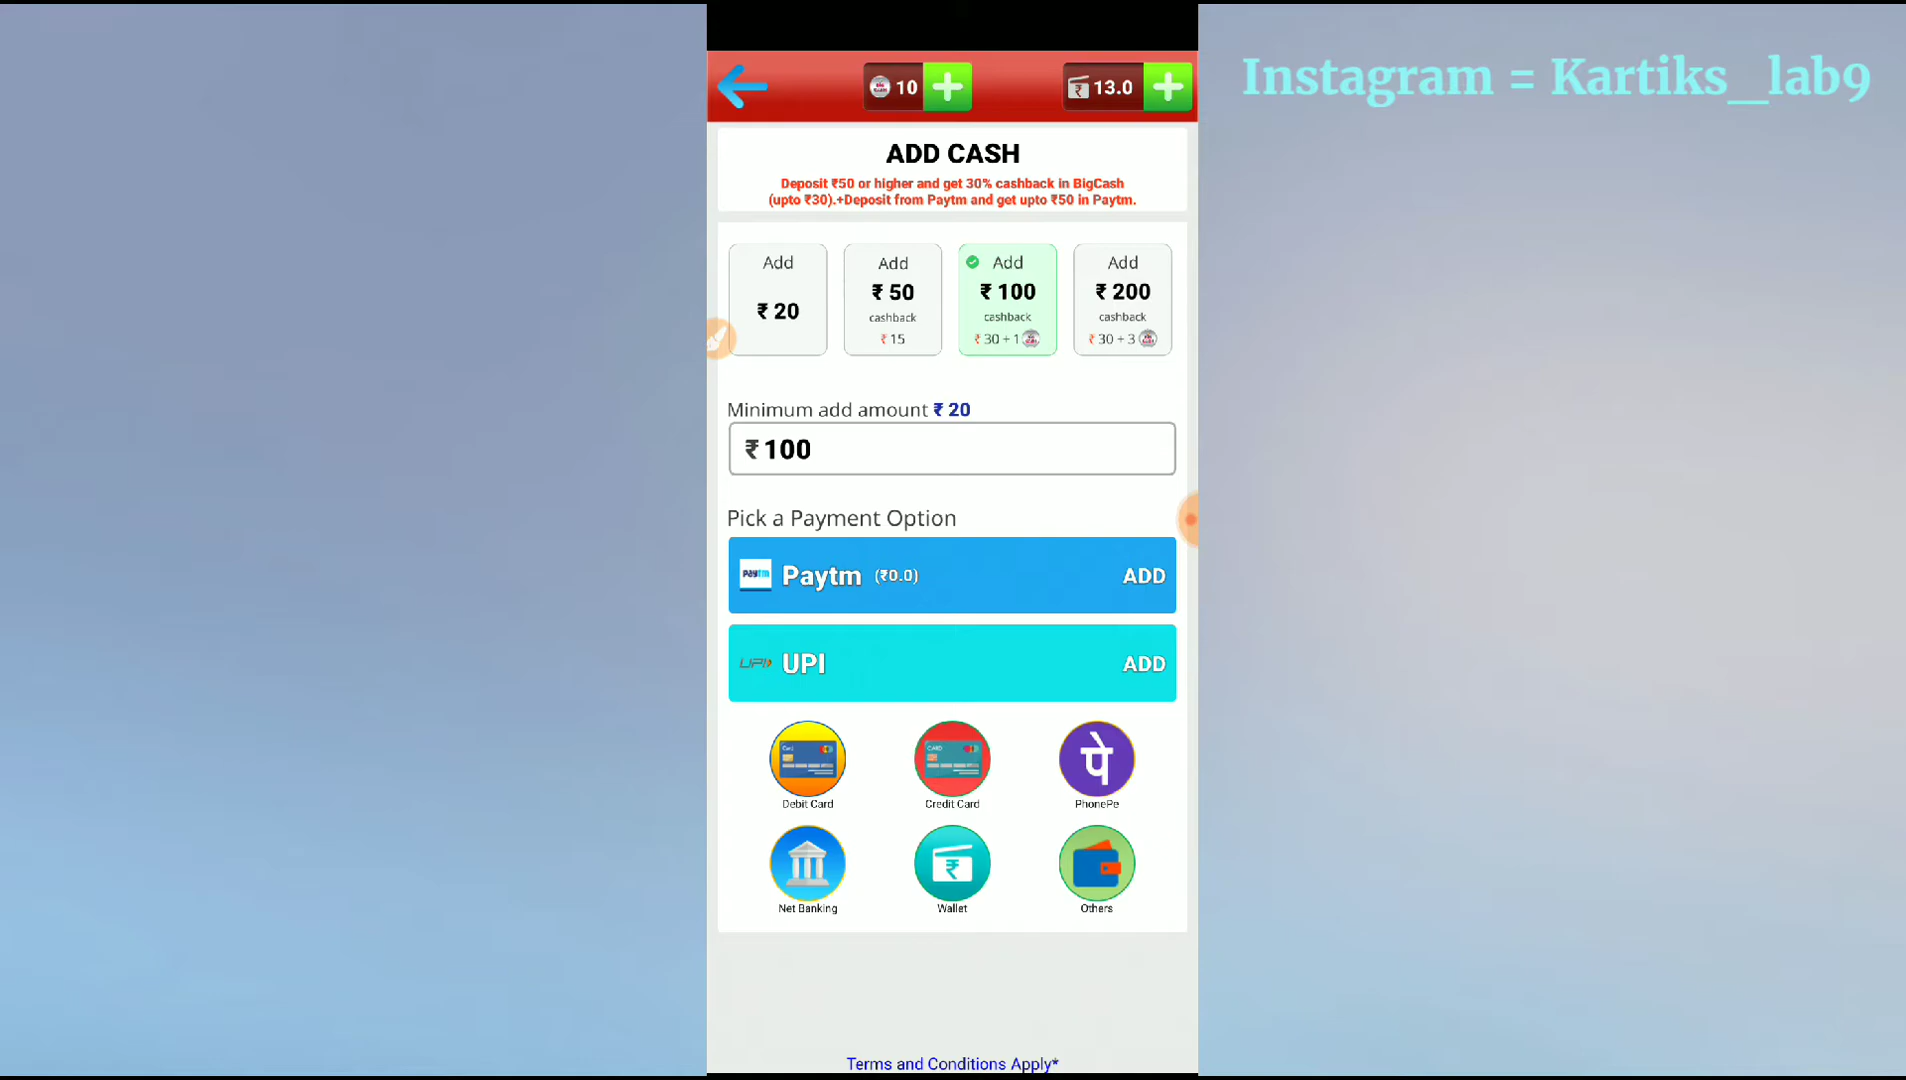 Instagram = Kartiks_lab9
10
₹ 13.0
ADD CASH
Deposit ₹50 or higher and get 30% cashback in BigCash
(upto ₹30).+Deposit from Paytm and get upto ₹50 in Paytm.
Add
₹ 20
Add
₹ 50
cashback
₹ 15
Add
₹ 100
cashback
₹ 30 + 1
Add
₹ 200
cashback
₹ 30 + 3
Minimum add amount ₹ 20
₹ 100
Pick a Payment Option
Paytm Paytm (₹0.0) ADD
UPI UPI ADD
Debit Card
Credit Card
पे
PhonePe
Net Banking
₹
Wallet
Others
Terms and Conditions Apply*